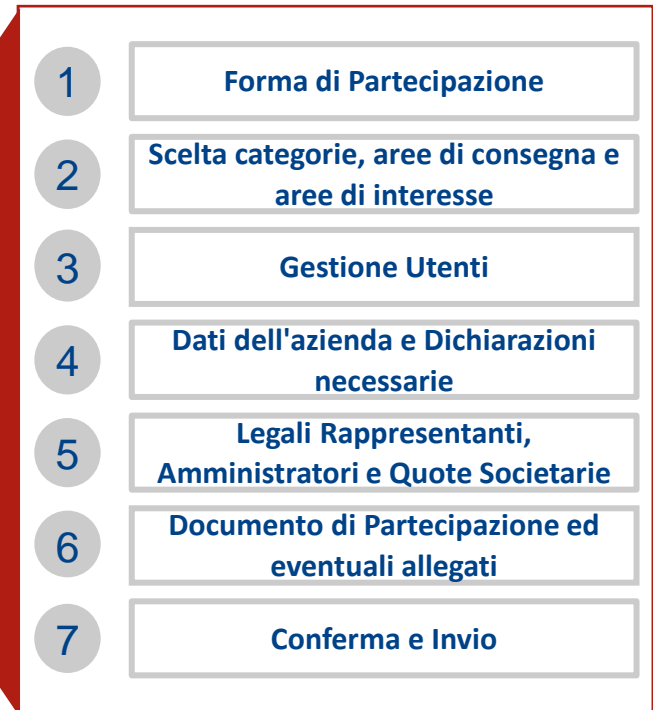 1
Forma di Partecipazione
2
Scelta categorie, aree di consegna e
aree di interesse
3
Gestione Utenti
4
Dati dell'azienda e Dichiarazioni
necessarie
5
Legali Rappresentanti,
Amministratori e Quote Societarie
6
Documento di Partecipazione ed
eventuali allegati
7
Conferma e Invio